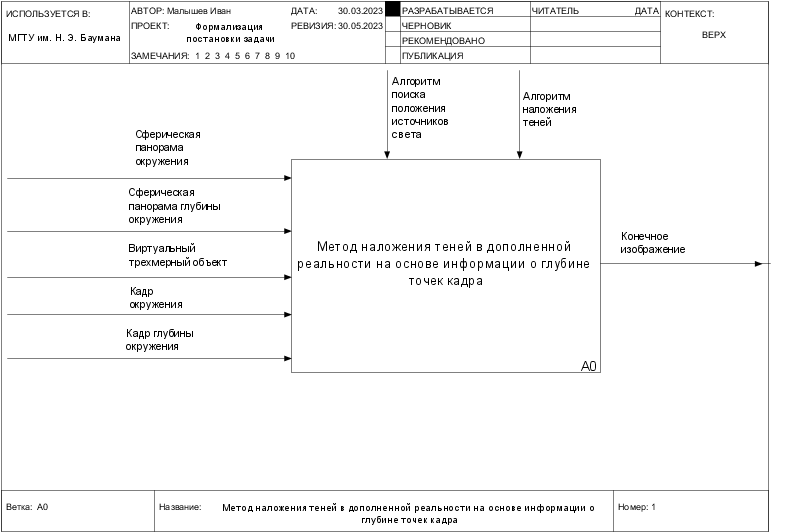 ИСПОЛЬЗУЕТСЯ В:
МГТУ им. Н. Э. Баумана
АВТОР: Малышев Иван
ДАТА: 30.03.2023
ПРОЕКТ: Формализация
постановки задачи
РЕВИЗИЯ: 30.05.2023
ЗАМЕЧАНИЯ: 1 2 3 4 5 6 7 8 9 10
РАЗРАБАТЫВАЕТСЯ
ЧЕРНОВИК
РЕКОМЕНДОВАНО
ПУБЛИКАЦИЯ
ЧИТАТЕЛЬ ДАТА
КОНТЕКСТ:
ВЕРХ
Алгоритм
поиска
положения
источников
света
Алгоритм
наложения
теней
Сферическая
панорама
окружения
Сферическая
панорама глубины
окружения
Виртуальный
трехмерный объект
Кадр
окружения
Кадр глубины
окружения
Метод наложения теней в дополненной
реальности на основе информации о глубине
точек кадра
A0
Конечное
изображение
Ветка: A0
Название: Метод наложения теней в дополненной реальности на основе информации о
глубине точек кадра
Номер: 1